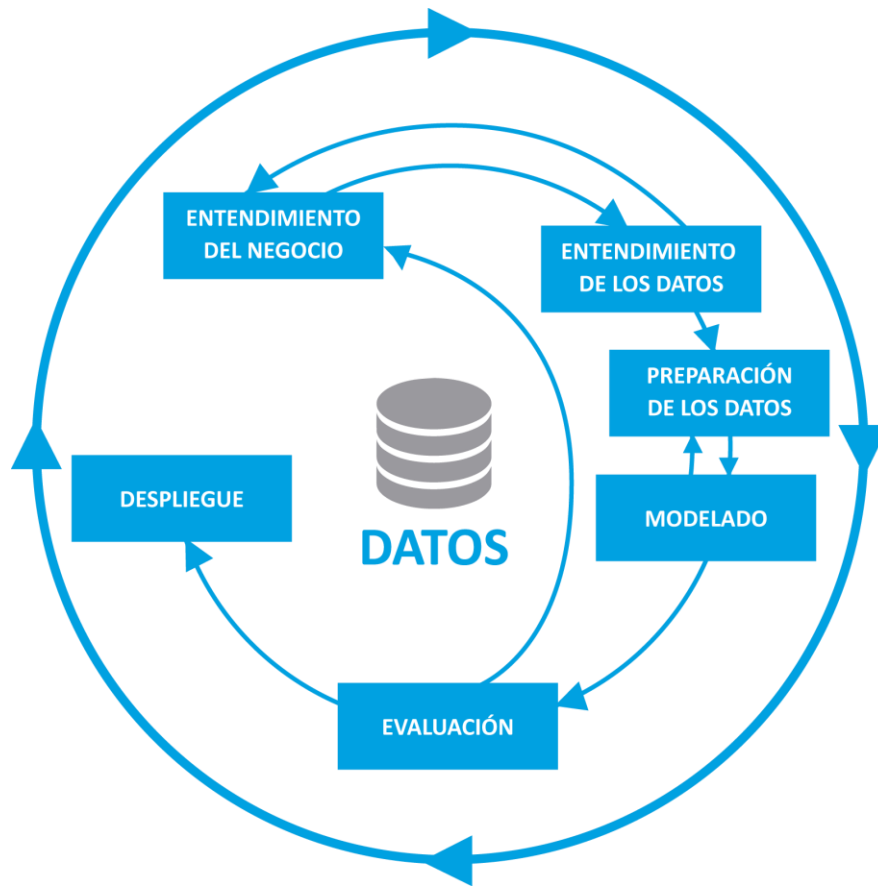 ENTENDIMIENTO
DEL NEGOCIO
ENTENDIMIENTO
DE LOS DATOS
PREPARACIÓN
DE LOS DATOS
MODELADO
EVALUACIÓN
DESPLIEGUE
DATOS